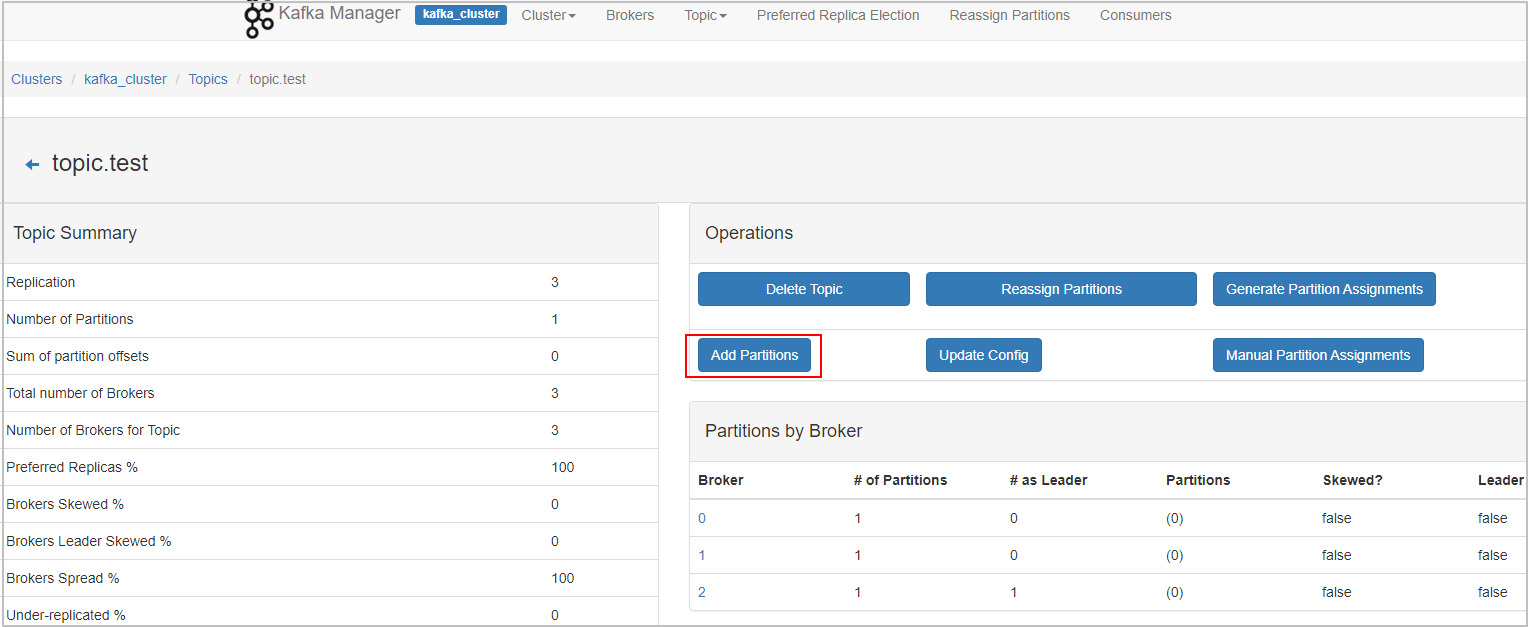 Kafka Manager kafka_cluster Cluster Brokers Topic Preferred Replica Election Reassign Partitions Consumers
Clusters / kafka_cluster / Topics / topic.test
topic.test
Topic Summary
Replication 3
Number of Partitions 1
Sum of partition offsets 0
Total number of Brokers 3
Number of Brokers for Topic 3
Preferred Replicas % 100
Brokers Skewed % 0
Brokers Leader Skewed % 0
Brokers Spread % 100
Under-replicated % 0
Operations
Delete Topic Reassign Partitions Generate Partition Assignments
Add Partitions Update Config Manual Partition Assignments
Partitions by Broker
Broker # of Partitions # as Leader Partitions Skewed? Leader
0 1 0 (0) false false
1 1 0 (0) false false
2 1 1 (0) false false